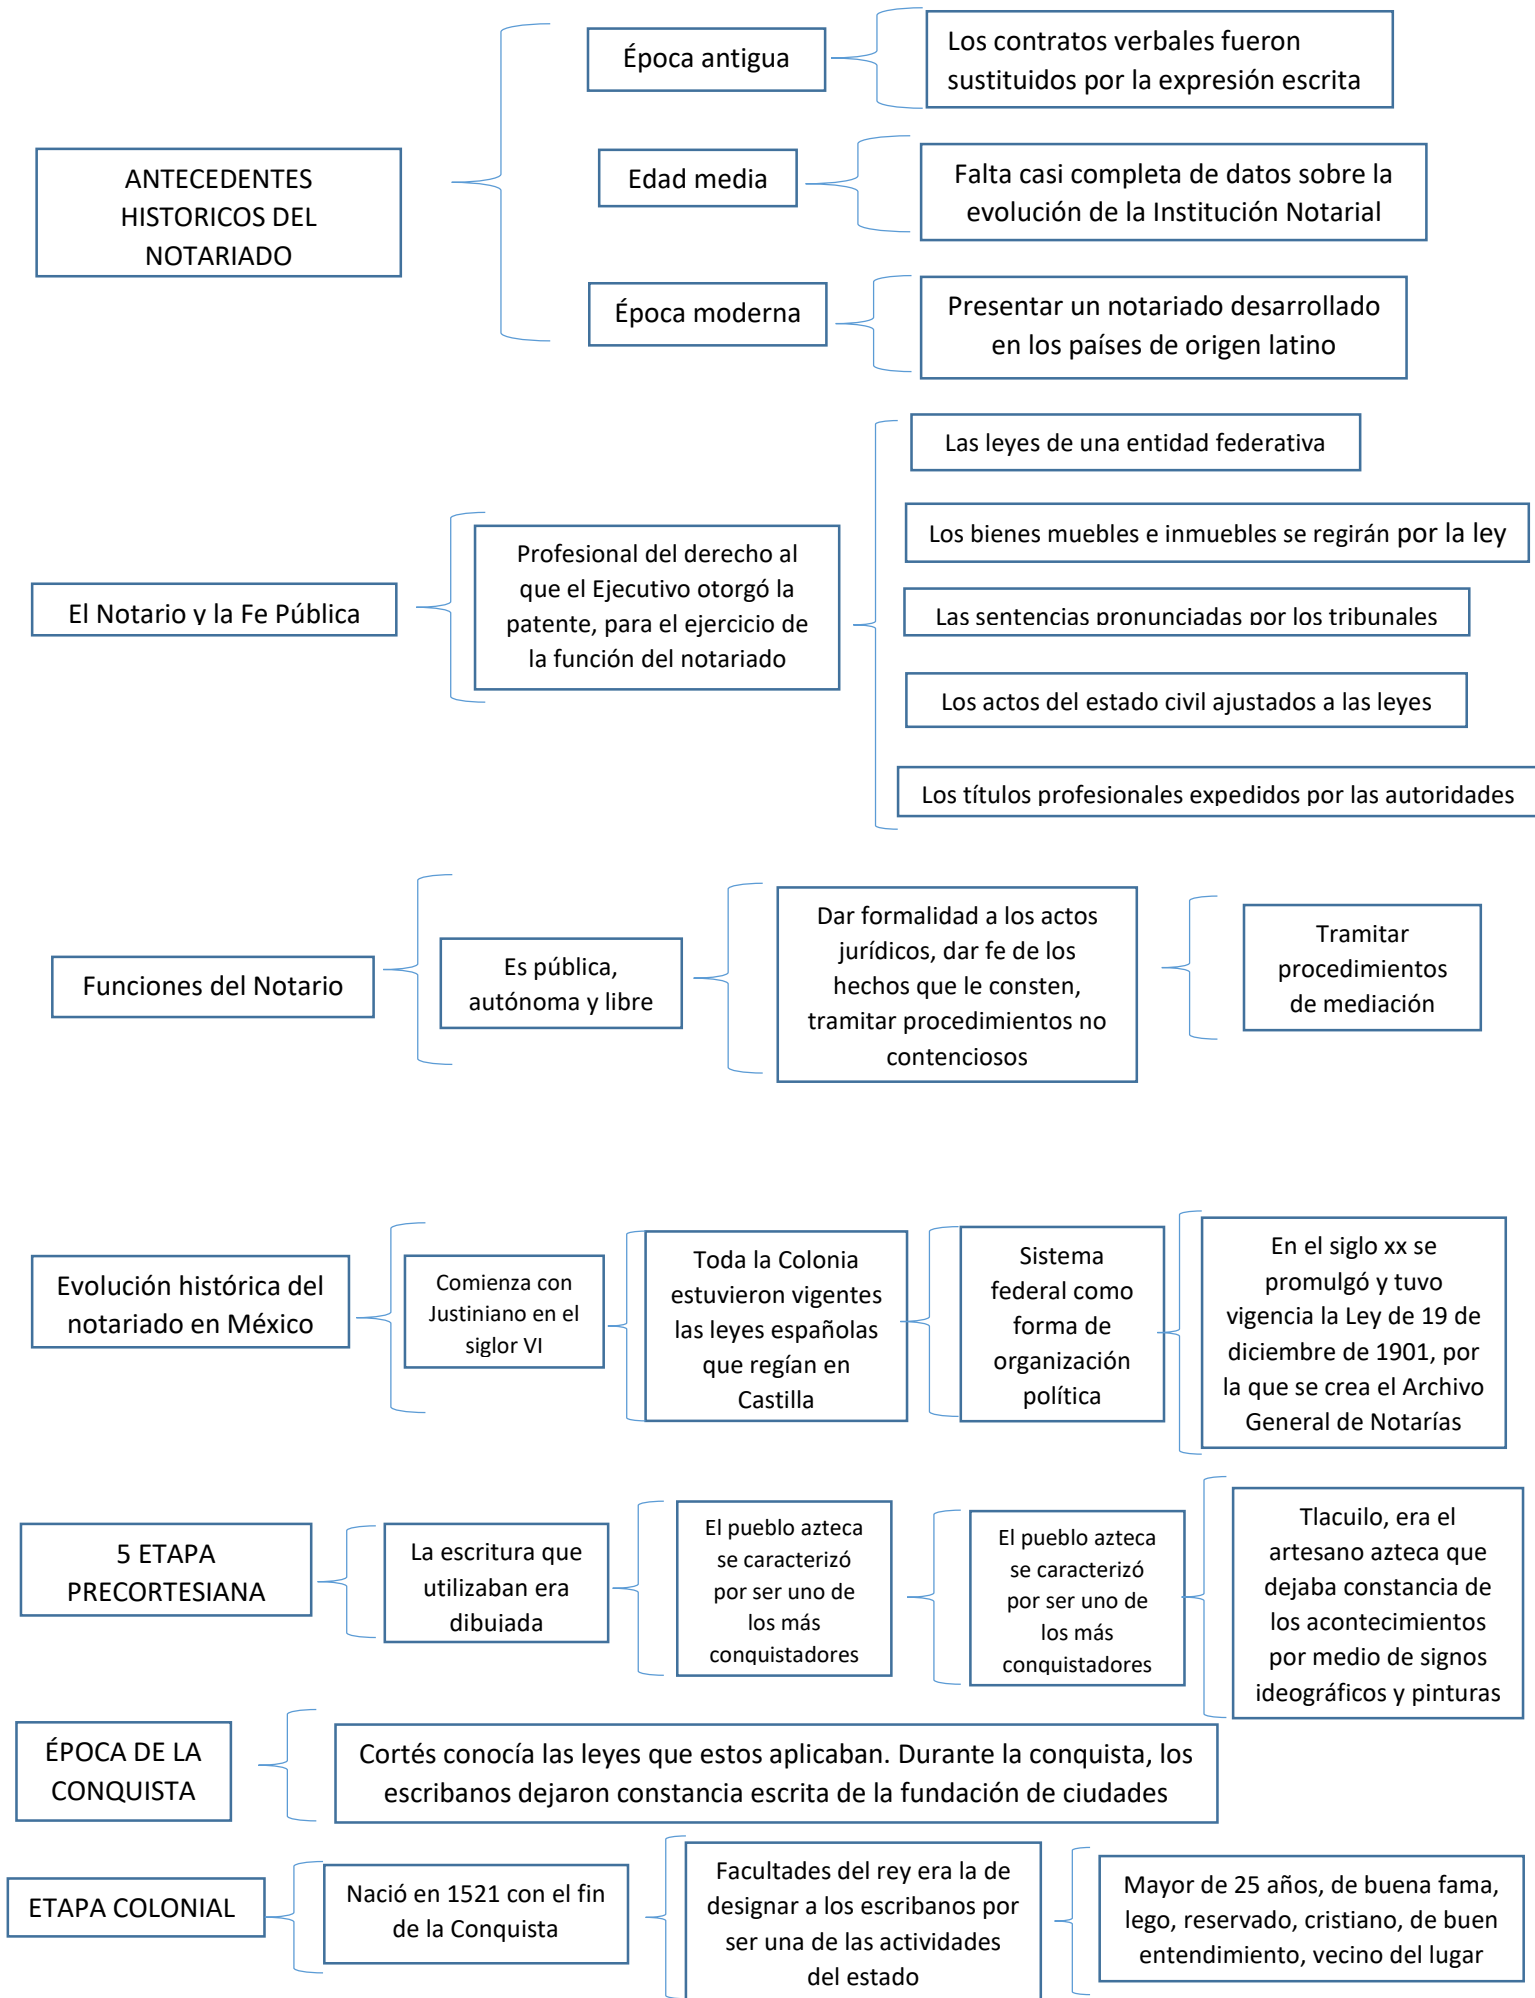 ANTECEDENTES
HISTORICOS DEL
NOTARIADO
Época antigua
Los contratos verbales fueron
sustituidos por la expresión escrita
Edad media
Falta casi completa de datos sobre la
evolución de la Institución Notarial
Época moderna
Presentar un notariado desarrollado
en los países de origen latino
El Notario y la Fe Pública
Profesional del derecho al
que el Ejecutivo otorgó la
patente, para el ejercicio de
la función del notariado
Las leyes de una entidad federativa
Los bienes muebles e inmuebles se regirán por la ley
Las sentencias pronunciadas por los tribunales
Los actos del estado civil ajustados a las leyes
Los títulos profesionales expedidos por las autoridades
Funciones del Notario
Es pública,
autónoma y libre
Dar formalidad a los actos
jurídicos, dar fe de los
hechos que le consten,
tramitar procedimientos no
contenciosos
Tramitar
procedimientos
de mediación
Evolución histórica del
notariado en México
Comienza con
Justiniano en el
siglor VI
Toda la Colonia
estuvieron vigentes
las leyes españolas
que regían en
Castilla
Sistema
federal como
forma de
organización
política
En el siglo xx se
promulgó y tuvo
vigencia la Ley de 19 de
diciembre de 1901, por
la que se crea el Archivo
General de Notarías
5 ETAPA
PRECORTESIANA
La escritura que
utilizaban era
dibujada
El pueblo azteca
se caracterizó
por ser uno de
los más
conquistadores
El pueblo azteca
se caracterizó
por ser uno de
los más
conquistadores
Tlacuilo, era el
artesano azteca que
dejaba constancia de
los acontecimientos
por medio de signos
ideográficos y pinturas
ÉPOCA DE LA
CONQUISTA
Cortés conocía las leyes que estos aplicaban. Durante la conquista, los
escribanos dejaron constancia escrita de la fundación de ciudades
ETAPA COLONIAL
Nació en 1521 con el fin
de la Conquista
Facultades del rey era la de
designar a los escribanos por
ser una de las actividades
del estado
Mayor de 25 años, de buena fama,
lego, reservado, cristiano, de buen
entendimiento, vecino del lugar